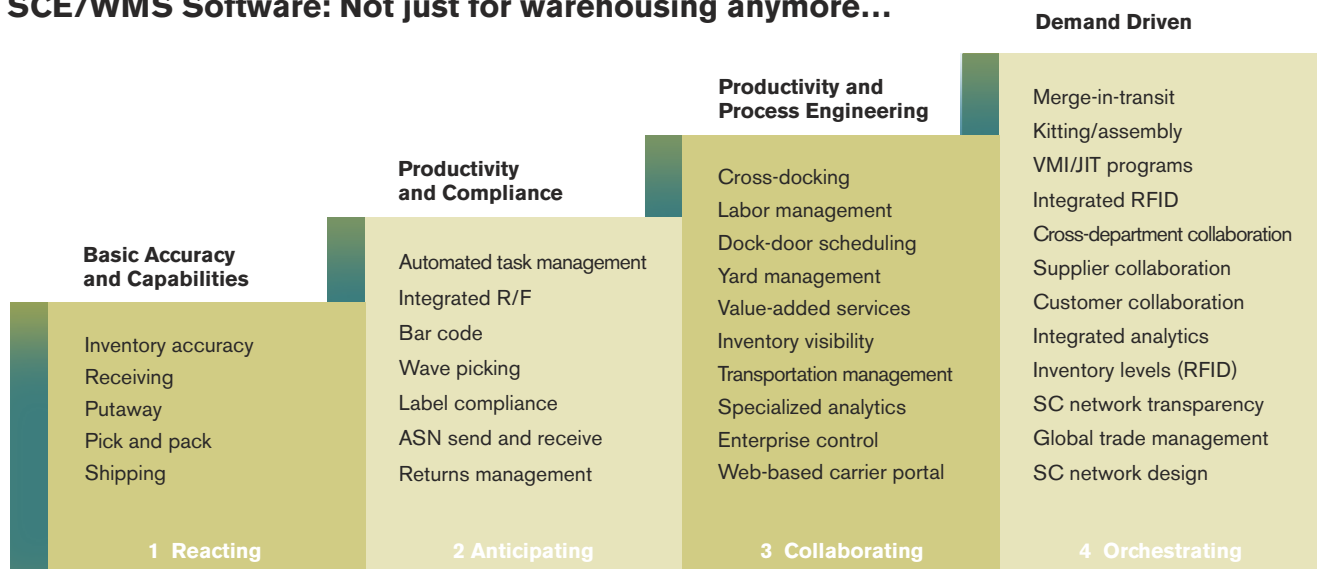 SCE/WMS Software: Not just for warehousing anymore...
Basic Accuracy
and Capabilities
Inventory accuracy
Receiving
Putaway
Pick and pack
Shipping
1 Reacting
Productivity
and Compliance
Automated task management
Integrated R/F
Bar code
Wave picking
Label compliance
ASN send and receive
Returns management
2 Anticipating
Productivity and
Process Engineering
Cross-docking
Labor management
Dock-door scheduling
Yard management
Value-added services
Inventory visibility
Transportation management
Specialized analytics
Enterprise control
Web-based carrier portal
3 Collaborating
Demand Driven
Merge-in-transit
Kitting/assembly
VMI/JIT programs
Integrated RFID
Cross-department collaboration
Supplier collaboration
Customer collaboration
Integrated analytics
Inventory levels (RFID)
SC network transparency
Global trade management
SC network design
4 Orchestrating